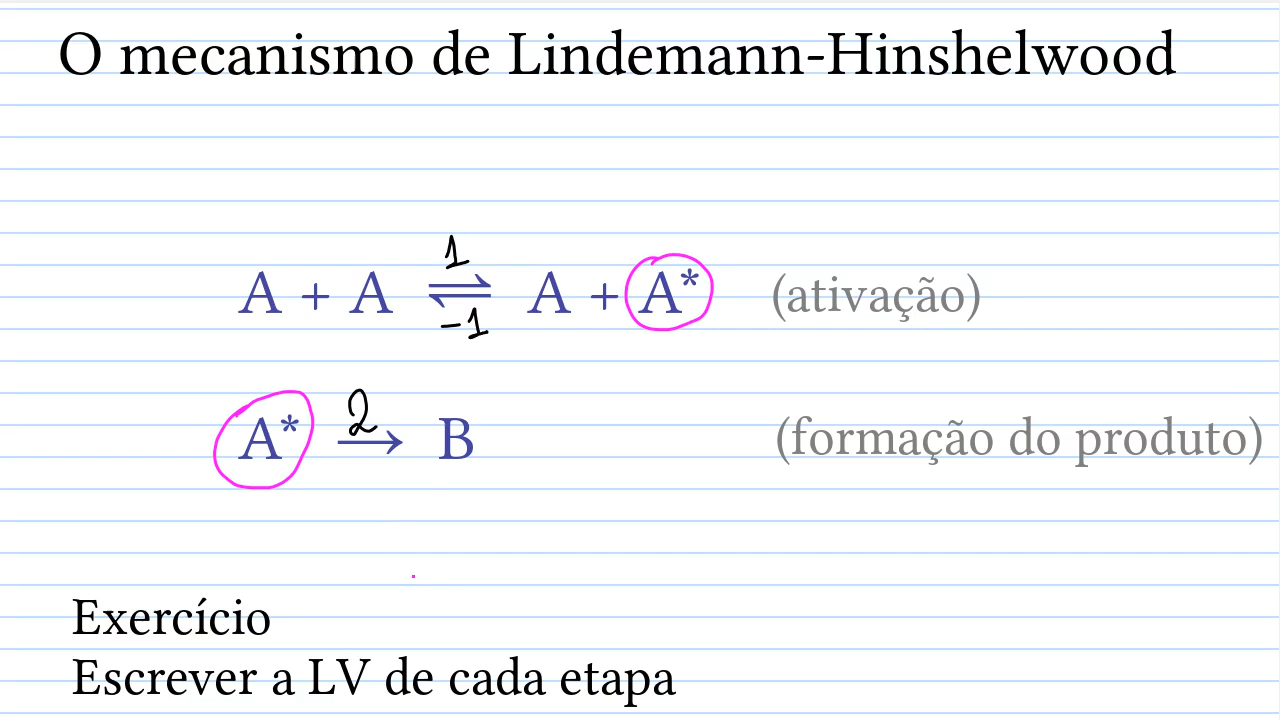 O mecanismo de Lindemann-Hinshelwood
1
A + A ⇌ A + A* (ativação)
-1
2
A* → B (formação do produto)
Exercício
Escrever a LV de cada etapa